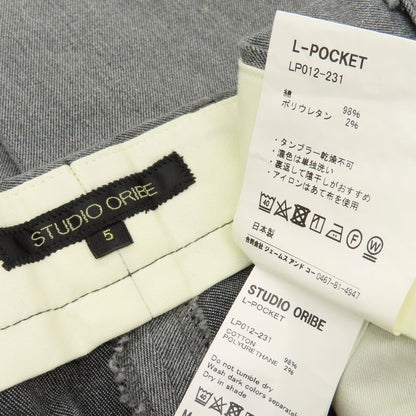 STUDIO ORIBE
5
L-POCKET
LP012-231
綿 98%
ポリウレタン 2%
・タンブラー乾燥不可
・濃色は単独洗い
・裏返して陰干しがおすすめ
・アイロンはあて布を使用
40
日本製
合同会社 ジェームス アンド コー 0467-81-4947
STUDIO ORIBE
L-POCKET
LP012-231
COTTON 98%
POLYURETHANE 2%
Do not tumble dry
Wash dark colors separately
Dry in shade